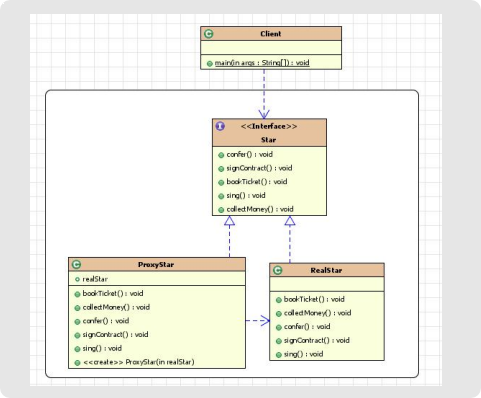 Client
main(in args : String[]) : void
<<Interface>>
Star
confer() : void
signContract() : void
bookTicket() : void
sing() : void
collectMoney() : void
ProxyStar
realStar
bookTicket() : void
collectMoney() : void
confer() : void
signContract() : void
sing() : void
<<create>> ProxyStar(in realStar)
RealStar
bookTicket() : void
collectMoney() : void
confer() : void
signContract() : void
sing() : void